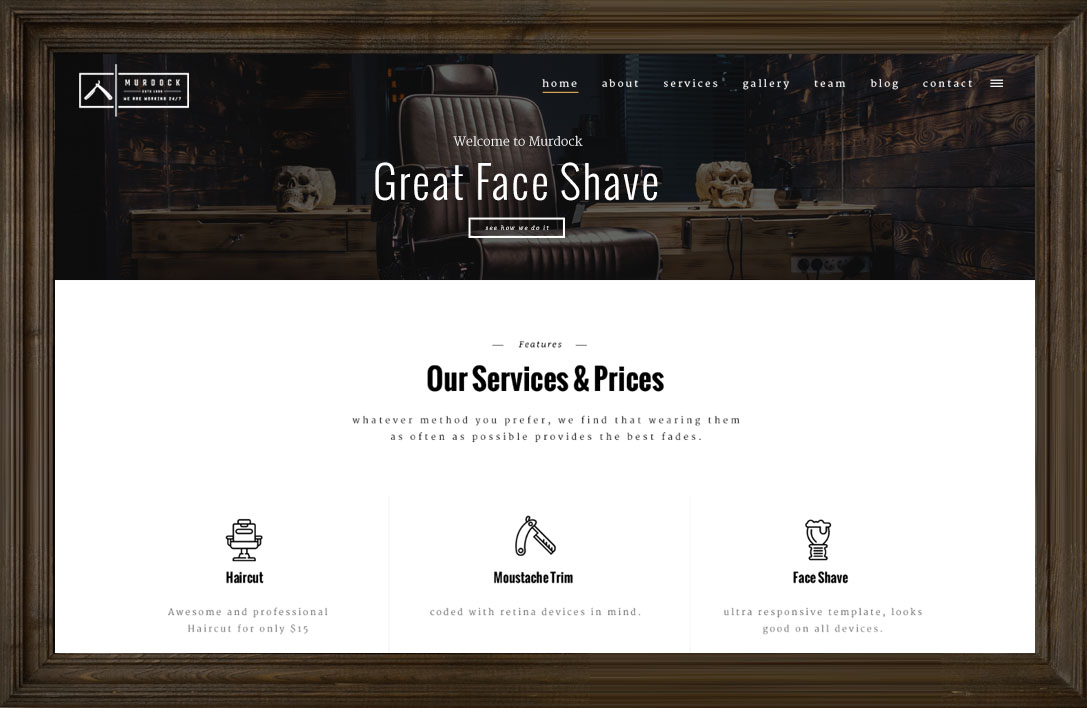 MURDOCK
ESTD 1988
WE ARE WORKING 24/7
home about services gallery team blog contact
Welcome to Murdock
Great Face Shave
see how we do it
— Features —
Our Services & Prices
whatever method you prefer, we find that wearing them
as often as possible provides the best fades.
Haircut
Awesome and professional
Haircut for only $15
Moustache Trim
coded with retina devices in mind.
Face Shave
ultra responsive template, looks
good on all devices.